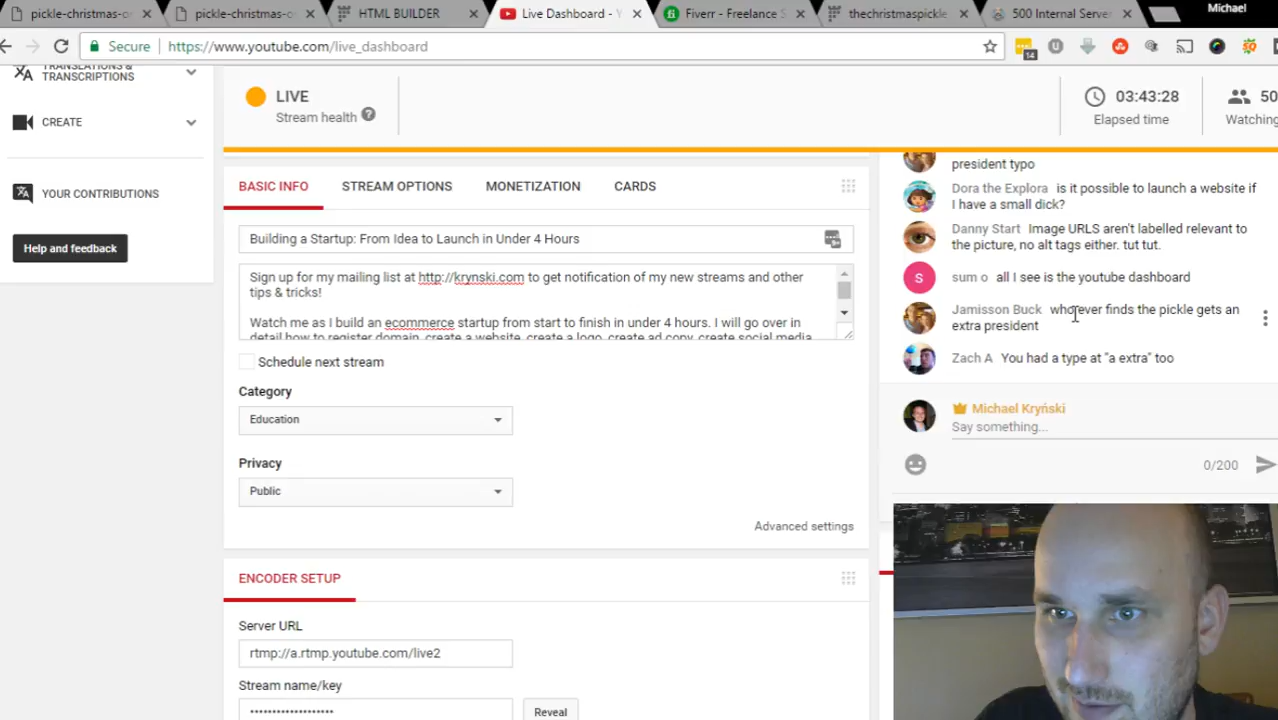 pickle-christmas-o
pickle-christmas-o
HTML BUILDER
Live Dashboard - Y
Fiverr - Freelance S
thechristmaspickle
500 Internal Server
Michael
Secure
https://www.youtube.com/live_dashboard
14
TRANSLATIONS &
TRANSCRIPTIONS
CREATE
YOUR CONTRIBUTIONS
Help and feedback
LIVE
Stream health
03:43:28
Elapsed time
50
Watching
BASIC INFO
STREAM OPTIONS
MONETIZATION
CARDS
Building a Startup: From Idea to Launch in Under 4 Hours
Sign up for my mailing list at http://krynski.com to get notification of my new streams and other
tips & tricks!
Watch me as I build an ecommerce startup from start to finish in under 4 hours. I will go over in
detail how to register domain, create a website, create a logo, create ad copy, create social media
Schedule next stream
Category
Education
Privacy
Public
Advanced settings
ENCODER SETUP
Server URL
rtmp://a.rtmp.youtube.com/live2
Stream name/key
•••••••••••••••••••
Reveal
president typo
Dora the Explora is it possible to launch a website if
I have a small dick?
Danny Start Image URLS aren't labelled relevant to
the picture, no alt tags either. tut tut.
s
sum o all I see is the youtube dashboard
Jamisson Buck whoever finds the pickle gets an
extra president
Zach A You had a type at "a extra" too
Michael Kryński
Say something...
0/200